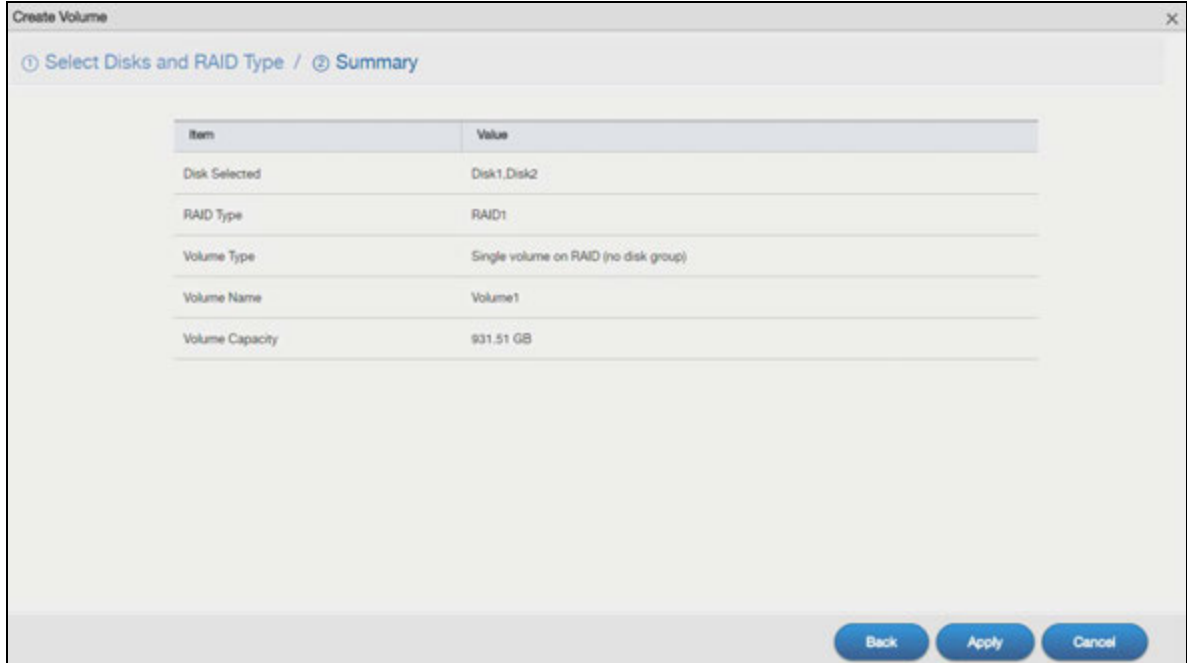 Create Volume
① Select Disks and RAID Type / ② Summary
Item Value
Disk Selected Disk1,Disk2
RAID Type RAID1
Volume Type Single volume on RAID (no disk group)
Volume Name Volume1
Volume Capacity 931.51 GB
Back Apply Cancel